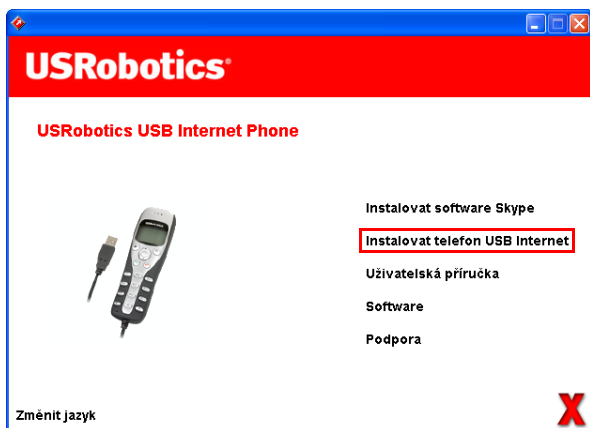 USRobotics
USRobotics USB Internet Phone
Instalovat software Skype
Instalovat telefon USB Internet
Uživatelská příručka
Software
Podpora
Změnit jazyk
X